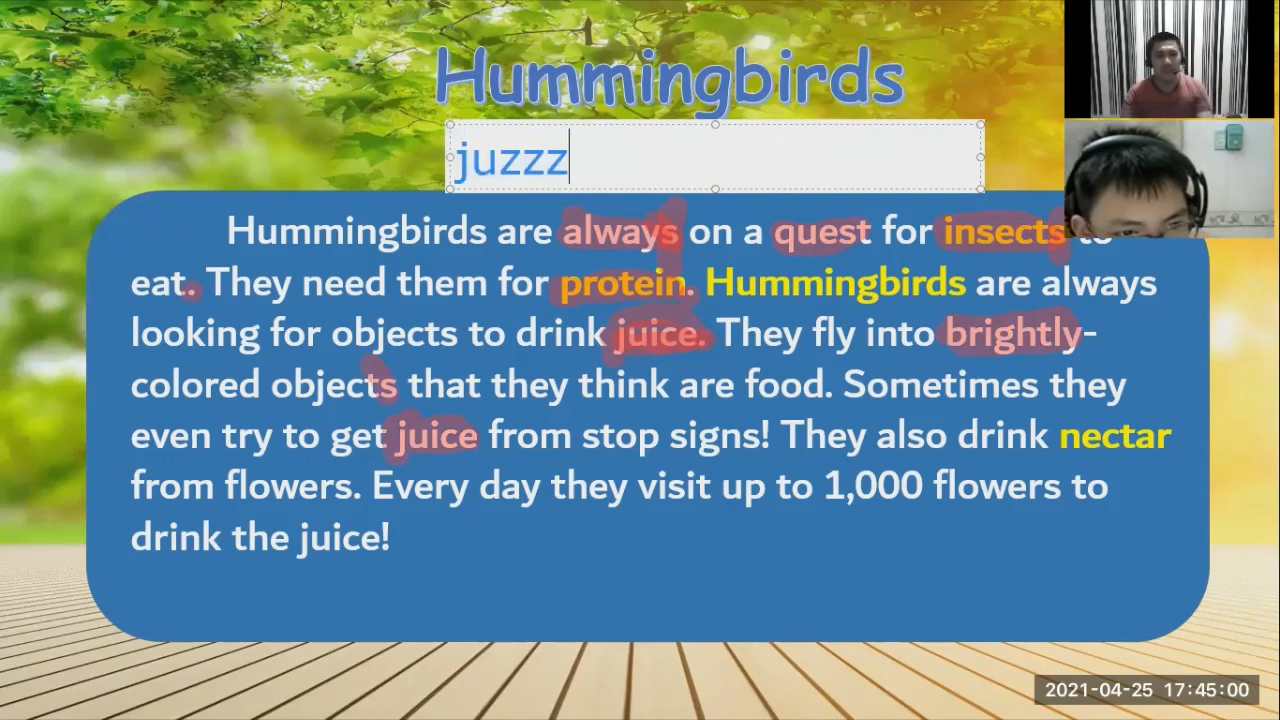 Hummingbirds
juzzz
Hummingbirds are always on a quest for insects to
eat. They need them for protein. Hummingbirds are always
looking for objects to drink juice. They fly into brightly-
colored objects that they think are food. Sometimes they
even try to get juice from stop signs! They also drink nectar
from flowers. Every day they visit up to 1,000 flowers to
drink the juice!
2021-04-25 17:45:00